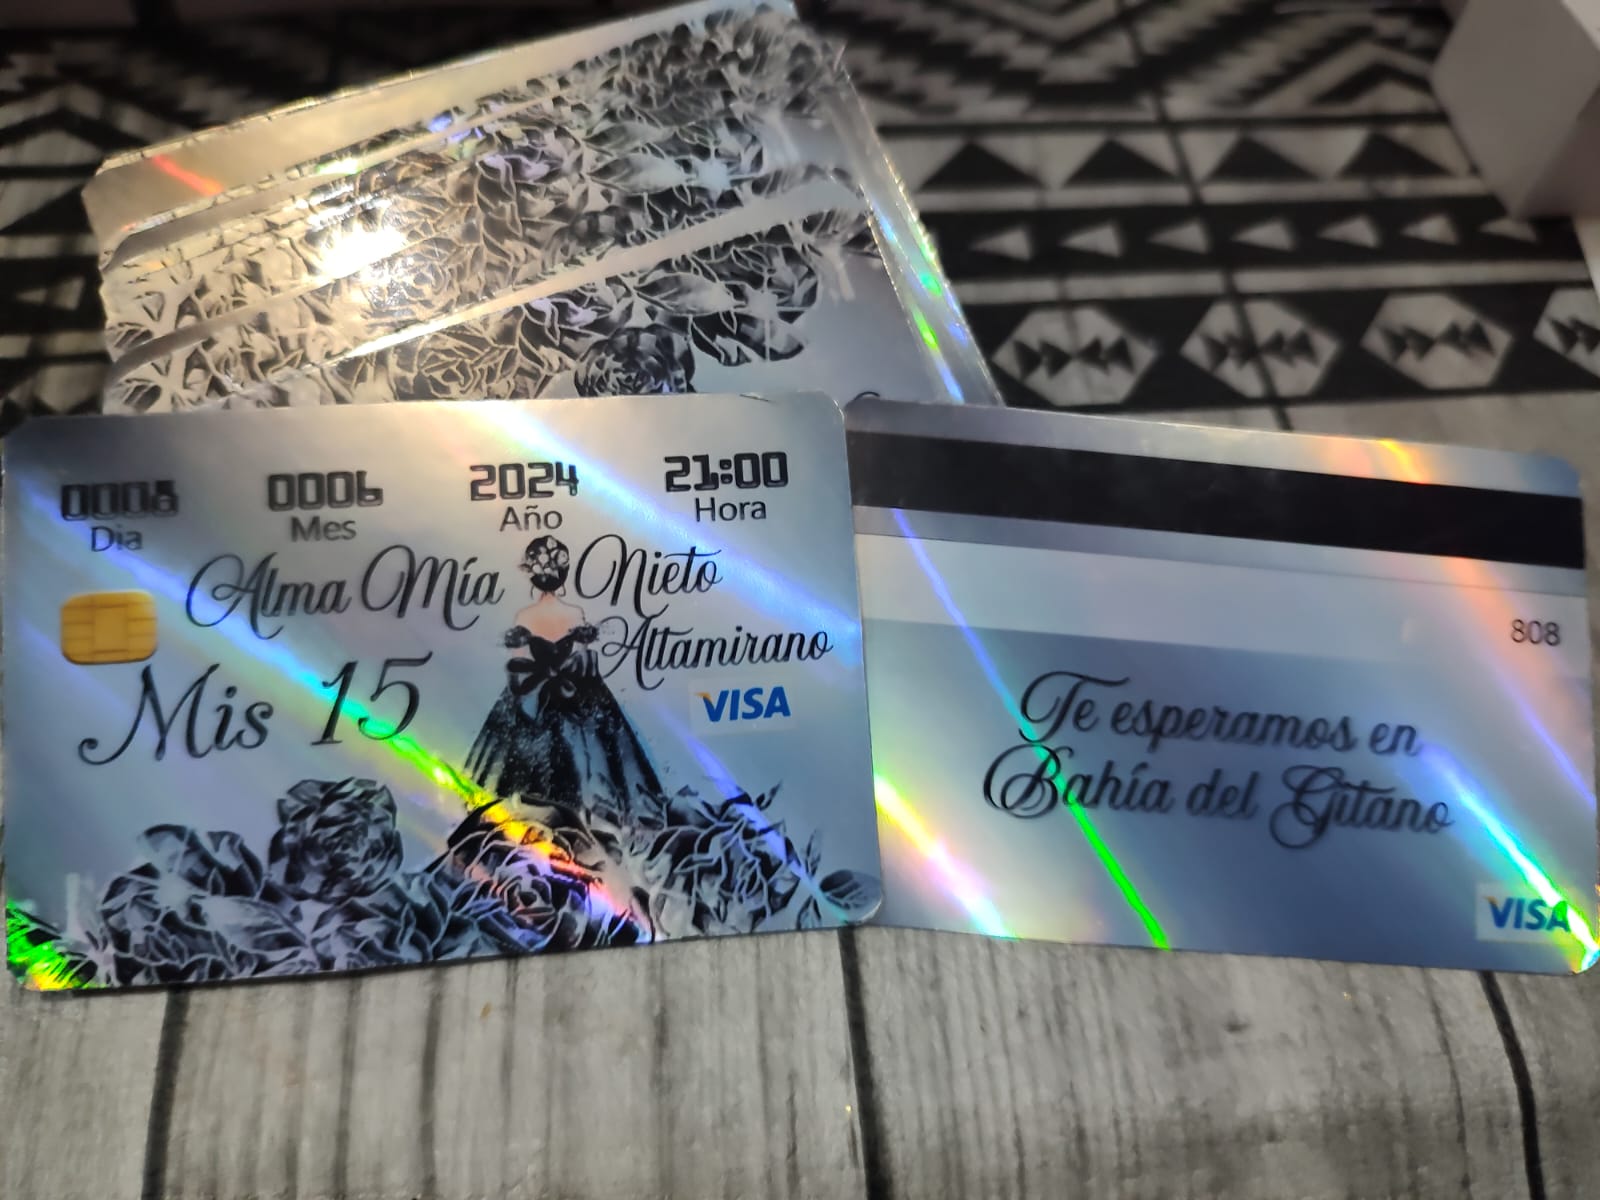 0008 0006 2024 21:00
Dia Mes Año Hora
Alma Mía Nieto
Altamirano
Mis 15
VISA
808
Te esperamos en
Bahía del Gitano
VISA